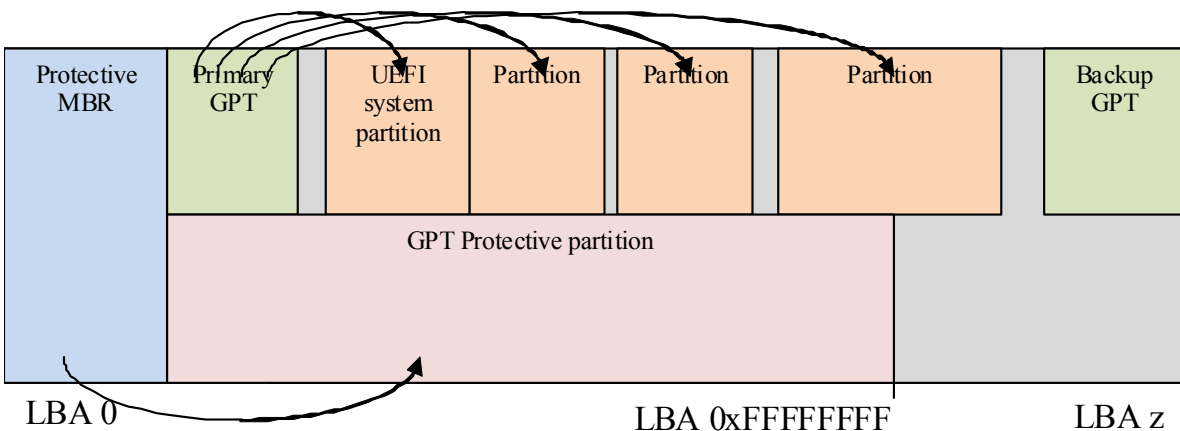 Protective
MBR
Primary
GPT
UEFI
system
partition
Partition
Partition
Partition
Backup
GPT
GPT Protective partition
LBA 0
LBA 0xFFFFFFFF
LBA z